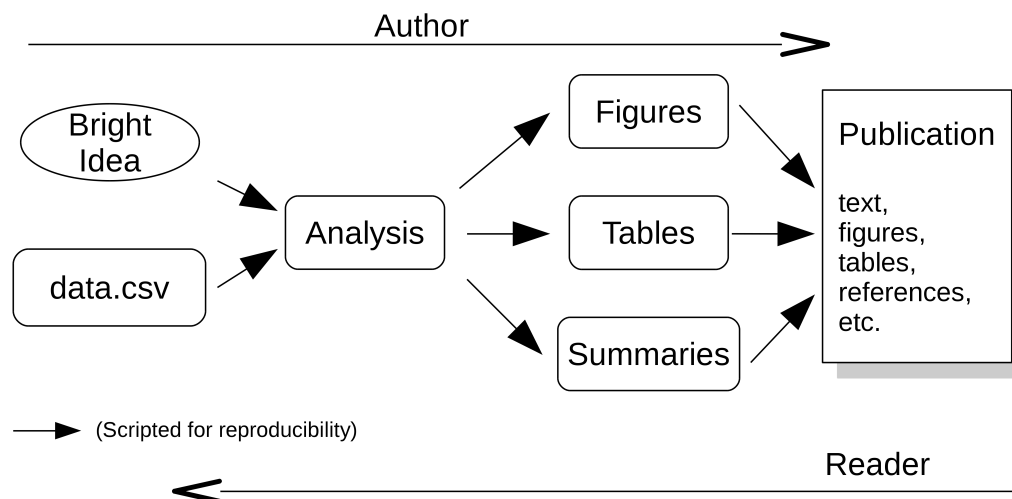 Author
Bright
Idea
data.csv
Analysis
Figures
Tables
Summaries
Publication
text,
figures,
tables,
references,
etc.
(Scripted for reproducibility)
Reader